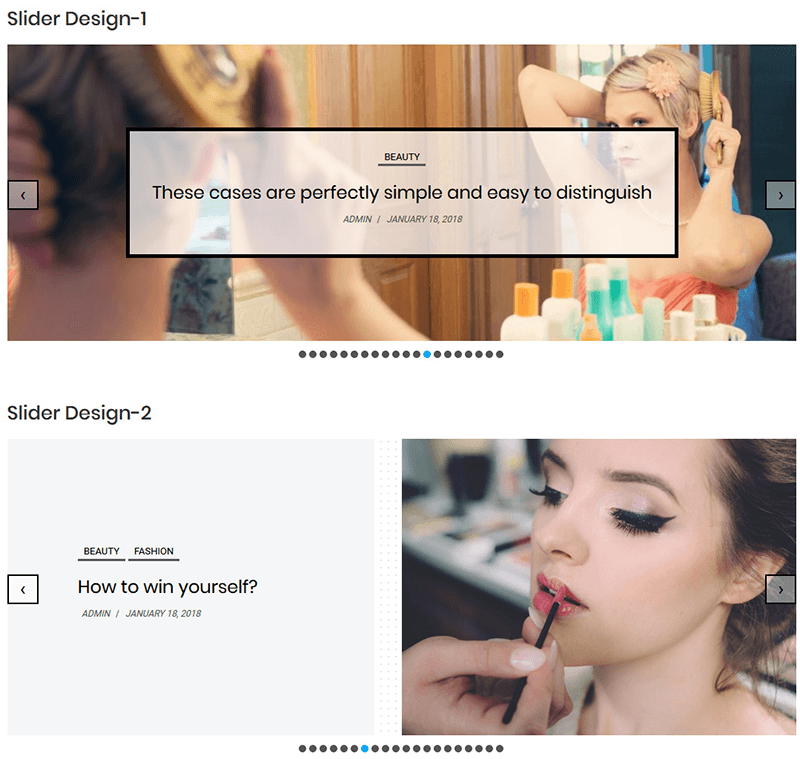 Slider Design-1
BEAUTY
These cases are perfectly simple and easy to distinguish
ADMIN / JANUARY 18, 2018
‹ ›
Slider Design-2
BEAUTY FASHION
How to win yourself?
ADMIN / JANUARY 18, 2018
‹ ›